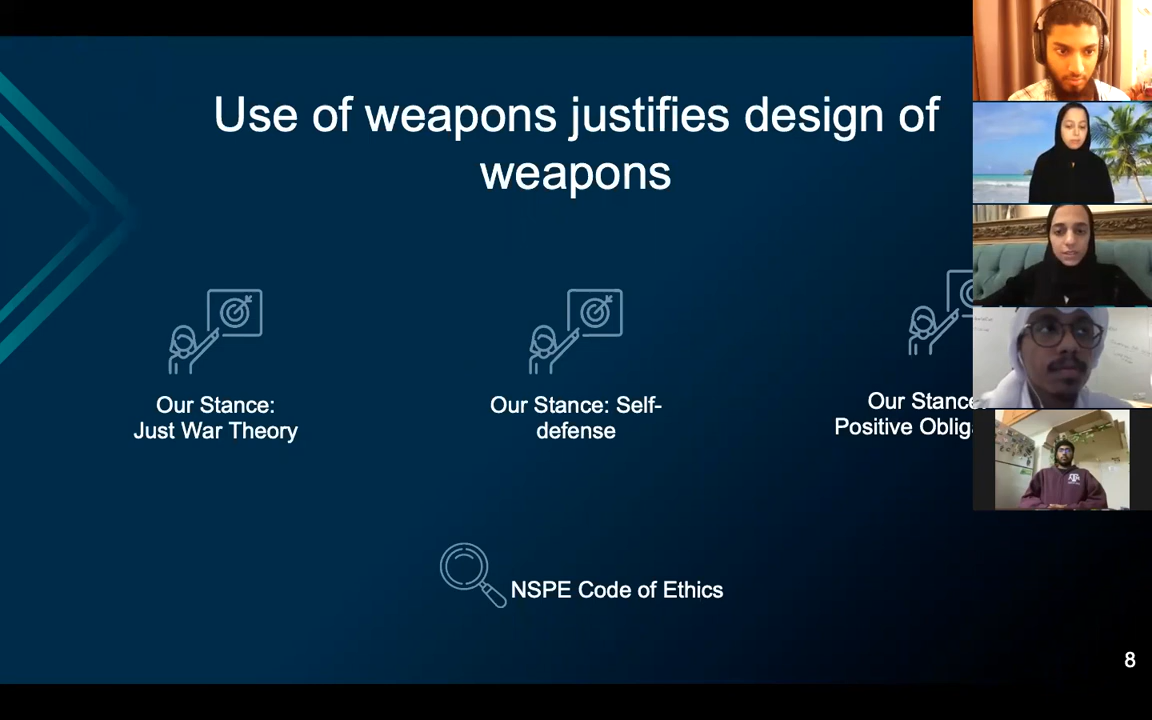 Use of weapons justifies design of
weapons
Our Stance:
Just War Theory
Our Stance: Self-
defense
Our Stance
Positive
NSPE Code of Ethics
8